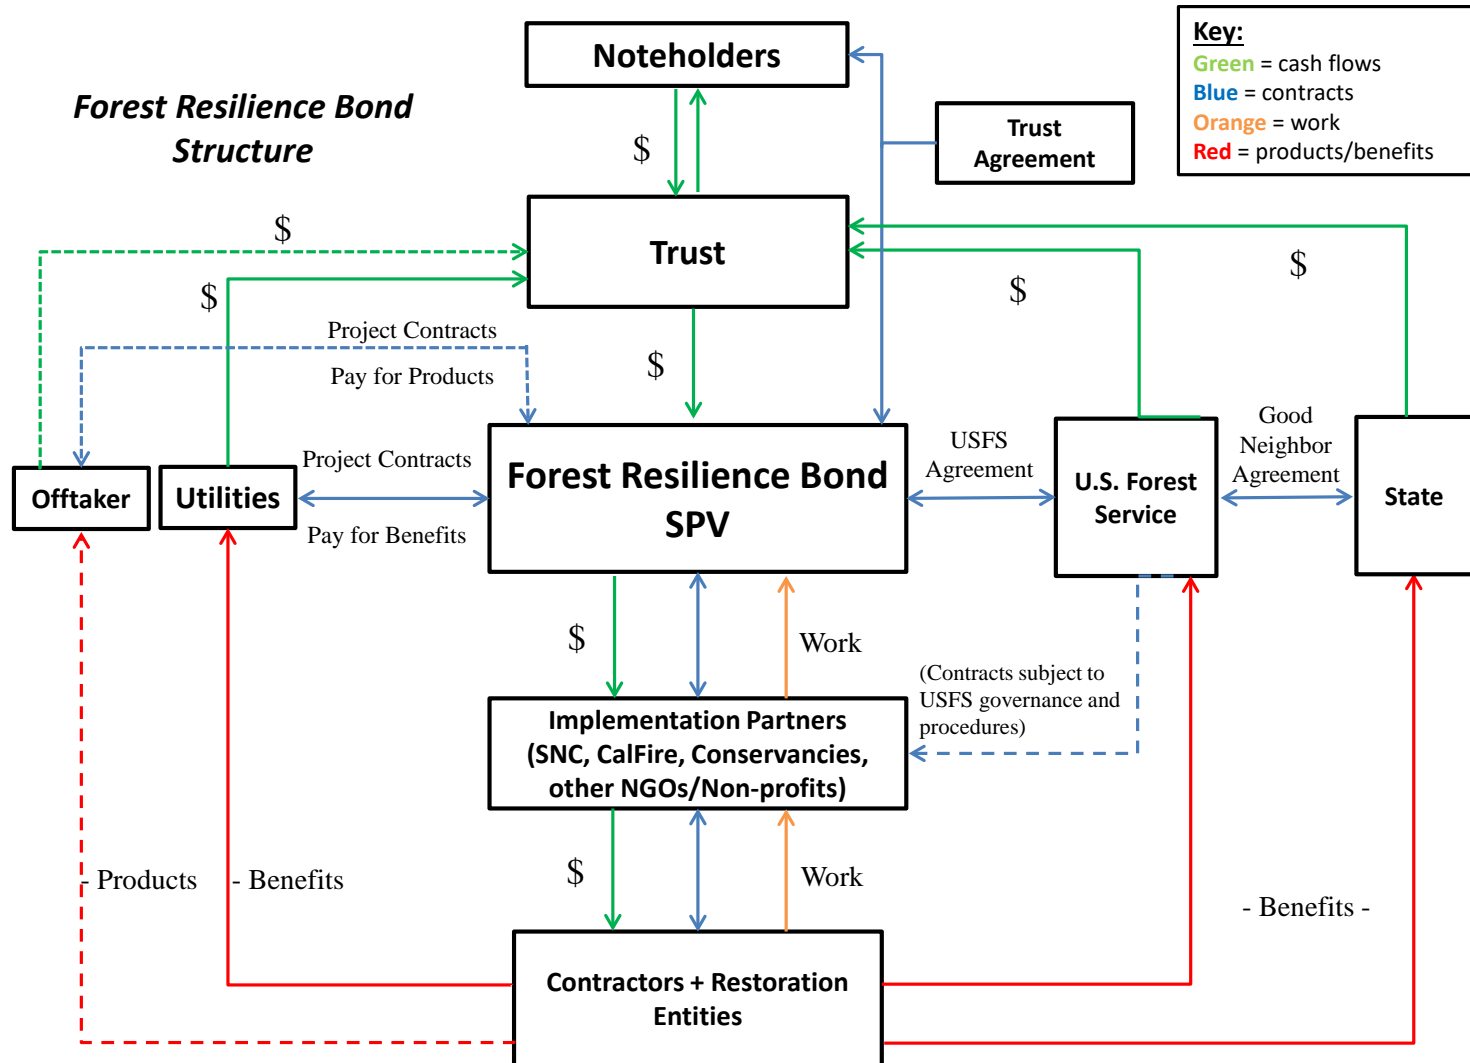 Noteholders
Key:
Green = cash flows
Blue = contracts
Orange = work
Red = products/benefits
Forest Resilience Bond
Structure
$
Trust
Agreement
$
Trust
$
$
$
Project Contracts
Pay for Products
$
Offtaker
Utilities
Project Contracts
Pay for Benefits
Forest Resilience Bond
SPV
USFS
Agreement
U.S. Forest
Service
Good
Neighbor
Agreement
State
$
Work
(Contracts subject to
USFS governance and
procedures)
Implementation Partners
(SNC, CalFire, Conservancies,
other NGOs/Non-profits)
- Products
- Benefits
$
Work
- Benefits -
Contractors + Restoration
Entities